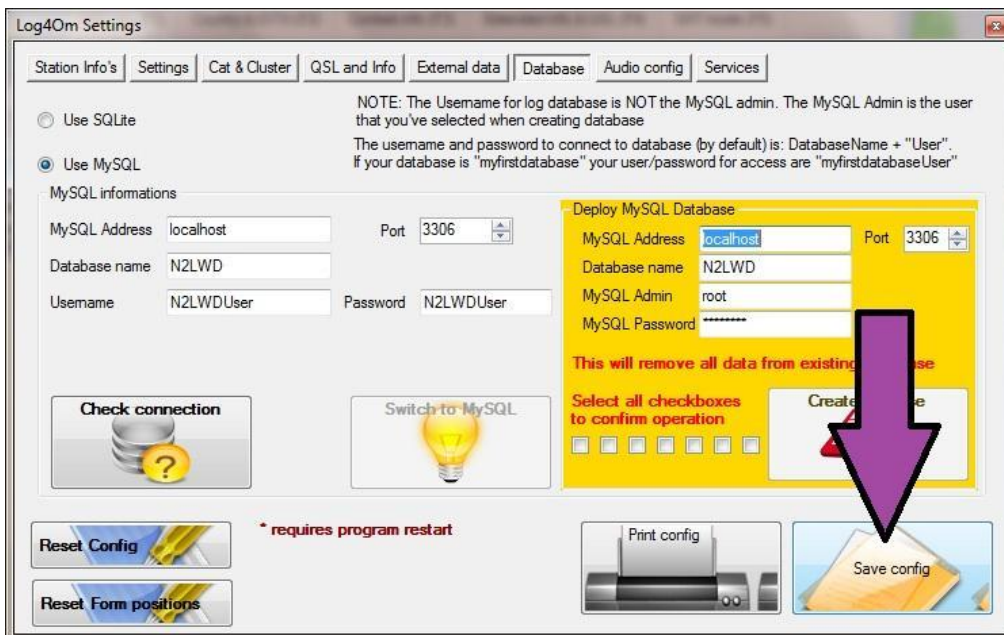 Log4Om Settings
Station Info's Settings Cat & Cluster QSL and Info External data Database Audio config Services
Use SQLite
Use MySQL
NOTE: The Username for log database is NOT the MySQL admin. The MySQL Admin is the user
that you've selected when creating database
The username and password to connect to database (by default) is: DatabaseName + "User".
If your database is "myfirstdatabase" your user/password for access are "myfirstdatabaseUser"
MySQL informations
MySQL Address localhost Port 3306
Database name N2LWD
Username N2LWDUser Password N2LWDUser
Check connection
Switch to MySQL
Deploy MySQL Database
MySQL Address localhost Port 3306
Database name N2LWD
MySQL Admin root
MySQL Password ********
This will remove all data from existing
Select all checkboxes
to confirm operation
Create
Reset Config
* requires program restart
Print config
Save config
Reset Form positions